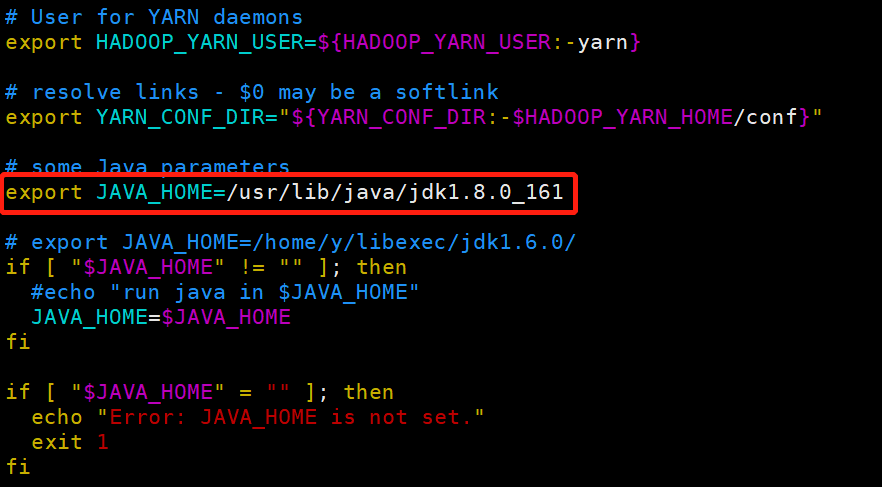 # User for YARN daemons
export HADOOP_YARN_USER=${HADOOP_YARN_USER:-yarn}
# resolve links - $0 may be a softlink
export YARN_CONF_DIR="${YARN_CONF_DIR:-$HADOOP_YARN_HOME/conf}"
# some Java parameters
export JAVA_HOME=/usr/lib/java/jdk1.8.0_161
# export JAVA_HOME=/home/y/libexec/jdk1.6.0/
if [ "$JAVA_HOME" != "" ]; then
  #echo "run java in $JAVA_HOME"
  JAVA_HOME=$JAVA_HOME
fi
if [ "$JAVA_HOME" = "" ]; then
  echo "Error: JAVA_HOME is not set."
  exit 1
fi